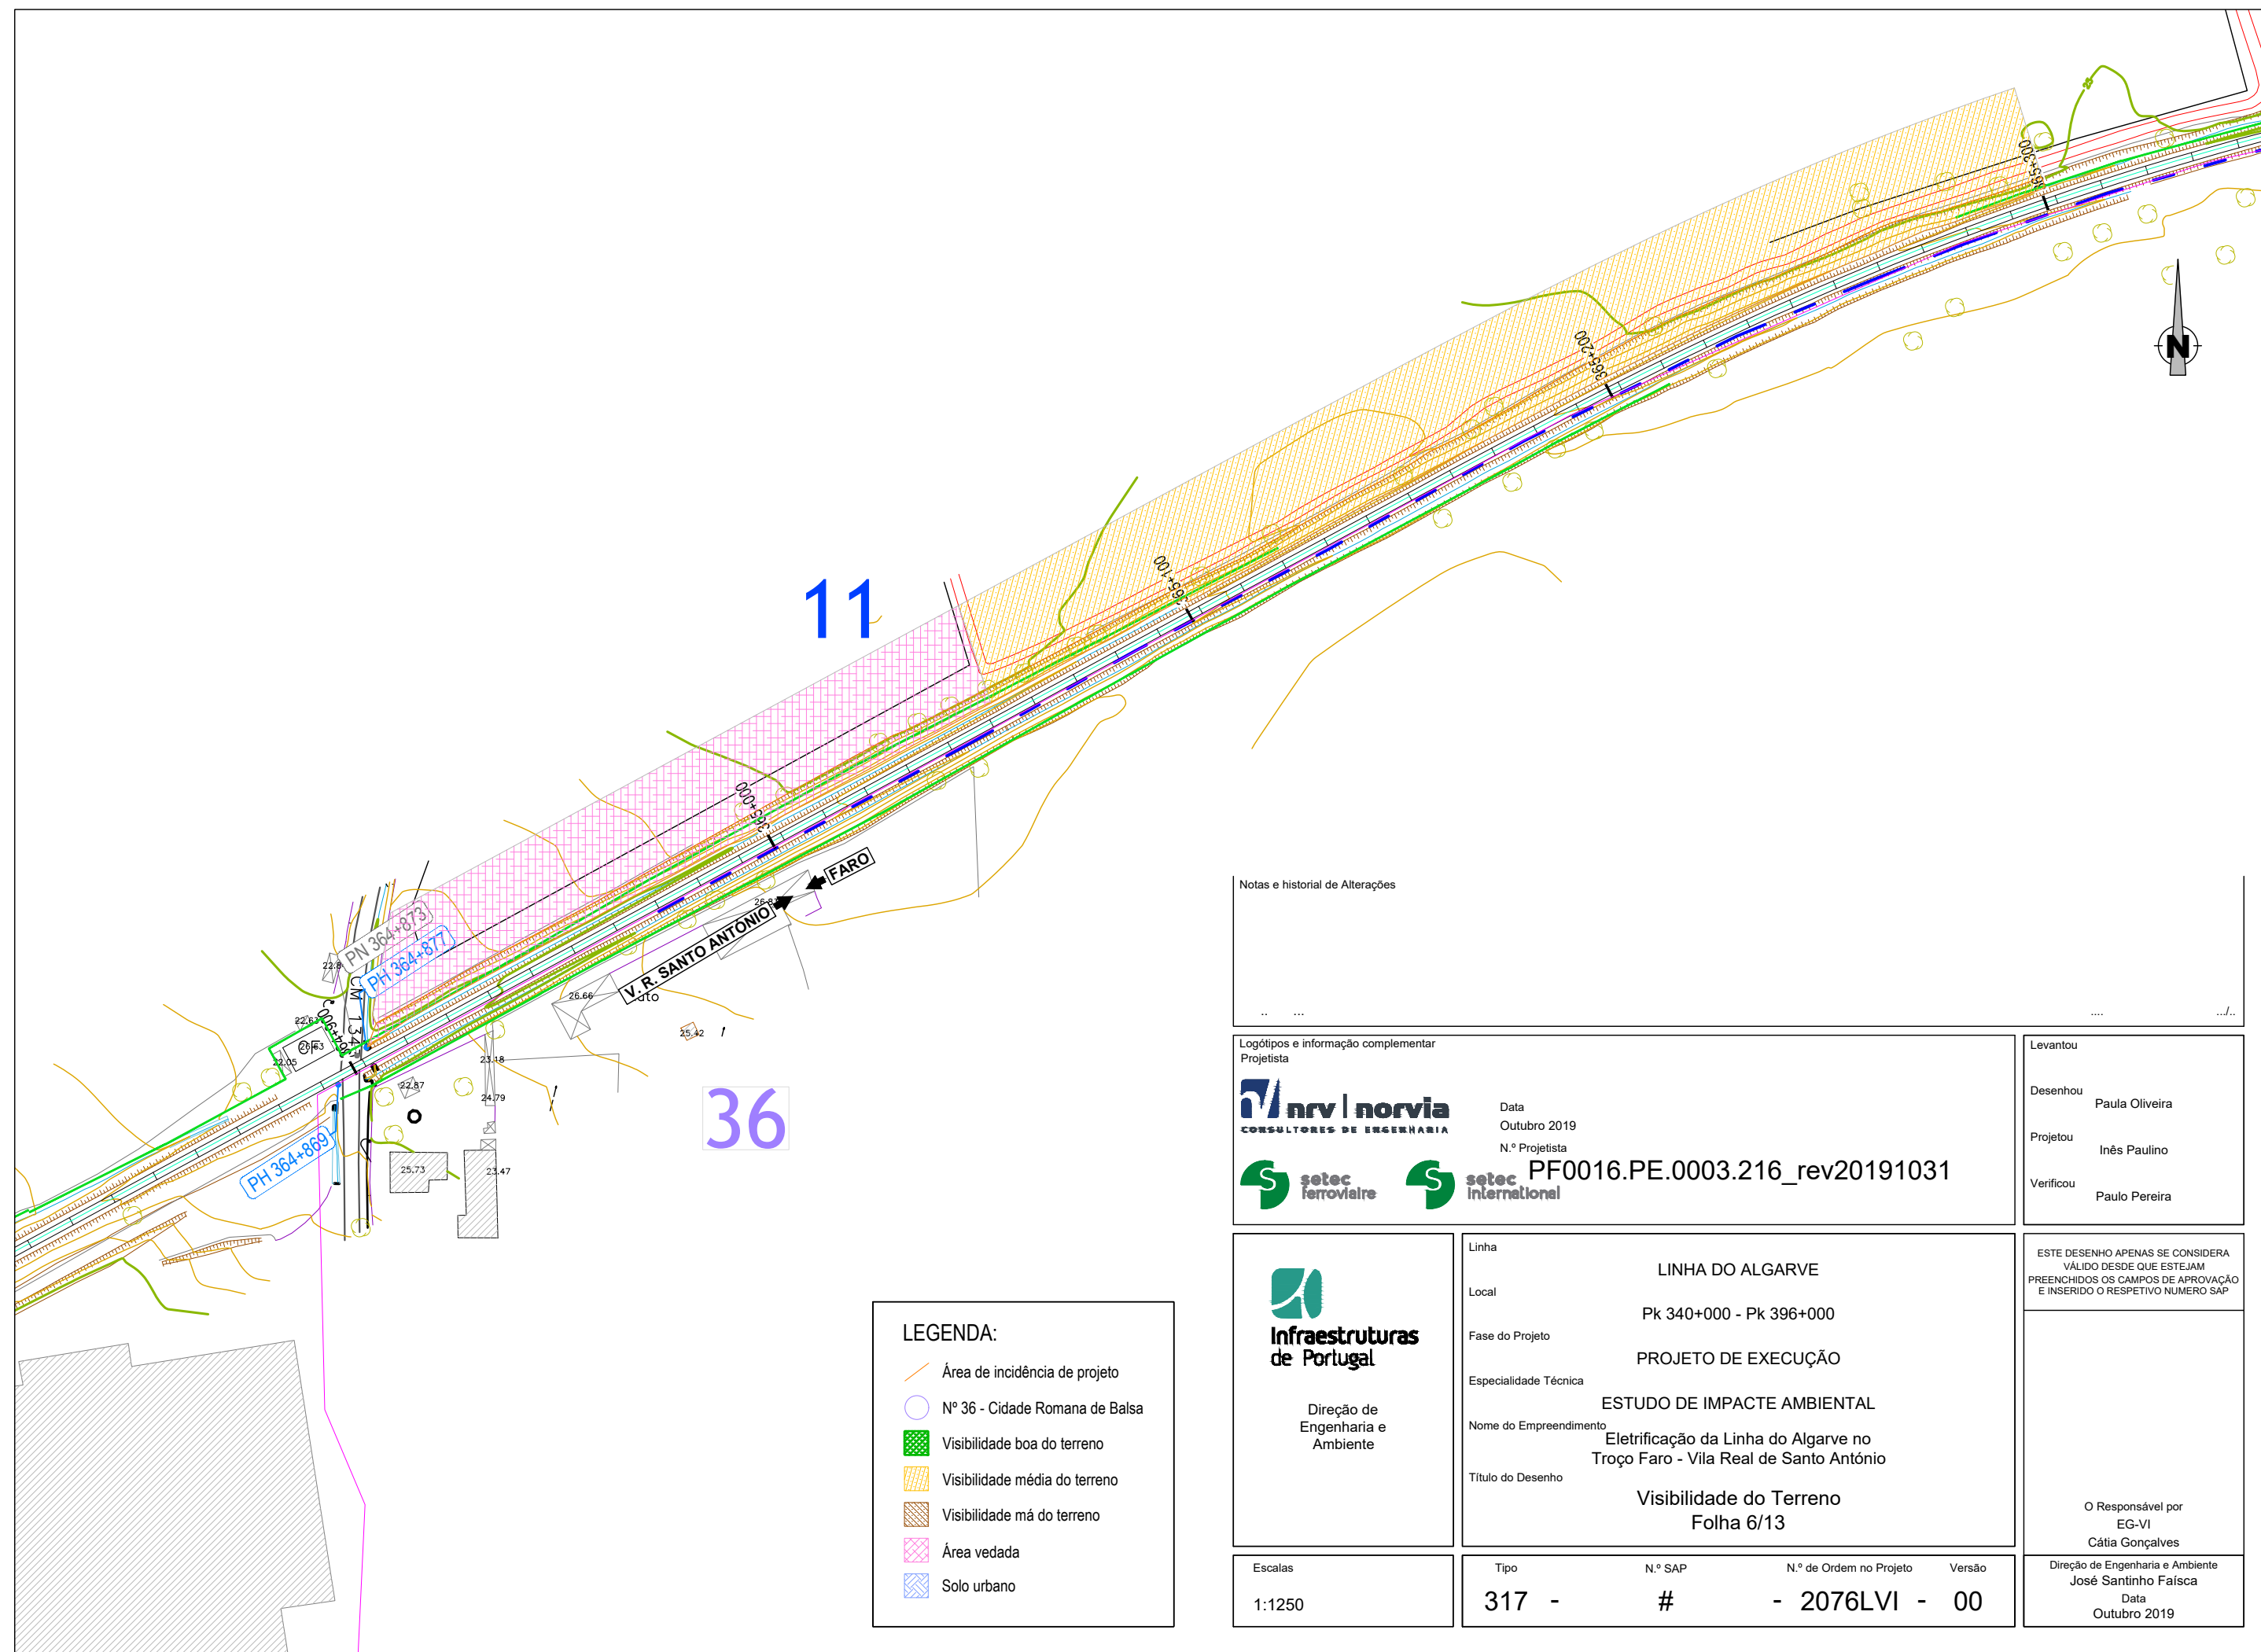 23
365+300
365+200
365+100
11
365+000
FARO
V. R. SANTO ANTÓNIO
PN 364+873
PH 364+877
CM 1347
364+900
22.63
CF
26.63
22.05
26.66
25.42
23.18
22.87
24.79
25.73
23.47
PH 364+869
36
LEGENDA:
Área de incidência de projeto
Nº 36 - Cidade Romana de Balsa
Visibilidade boa do terreno
Visibilidade média do terreno
Visibilidade má do terreno
Área vedada
Solo urbano
Notas e historial de Alterações
.. ... .... .../..
Logótipos e informação complementar
Projetista
nrv | norvia
CONSULTORES DE ENGENHARIA
setec
ferroviaire
setec
international
Data
Outubro 2019
N.º Projetista
PF0016.PE.0003.216_rev20191031
Levantou
Desenhou
Paula Oliveira
Projetou
Inês Paulino
Verificou
Paulo Pereira
Infraestruturas
de Portugal
Direção de
Engenharia e
Ambiente
Linha
LINHA DO ALGARVE
Local
Pk 340+000 - Pk 396+000
Fase do Projeto
PROJETO DE EXECUÇÃO
Especialidade Técnica
ESTUDO DE IMPACTE AMBIENTAL
Nome do Empreendimento
Eletrificação da Linha do Algarve no
Troço Faro - Vila Real de Santo António
Título do Desenho
Visibilidade do Terreno
Folha 6/13
ESTE DESENHO APENAS SE CONSIDERA
VÁLIDO DESDE QUE ESTEJAM
PREENCHIDOS OS CAMPOS DE APROVAÇÃO
E INSERIDO O RESPETIVO NUMERO SAP
O Responsável por
EG-VI
Cátia Gonçalves
Escalas
1:1250
Tipo N.º SAP N.º de Ordem no Projeto Versão
317 - # - 2076LVI - 00
Direção de Engenharia e Ambiente
José Santinho Faísca
Data
Outubro 2019
N